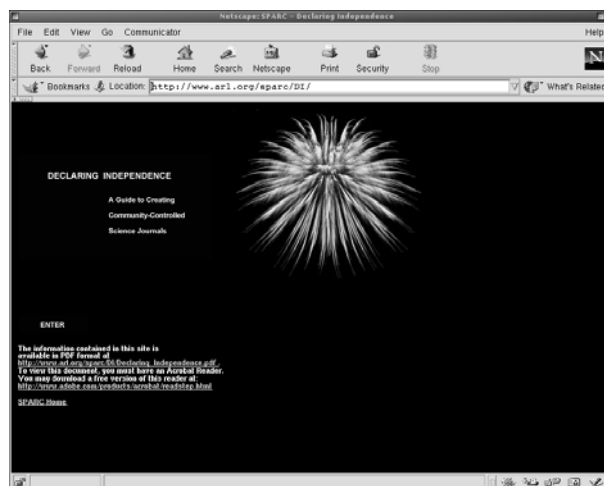 Netscape: SPARC - Declaring Independence
File Edit View Go Communicator Help
Back Forward Reload Home Search Netscape Print Security Stop N
Bookmarks Location: http://www.arl.org/sparc/DI/ What's Related
DECLARING INDEPENDENCE
A Guide to Creating
Community-Controlled
Science Journals
ENTER
The information contained in this site is
available in PDF format at
http://www.arl.org/sparc/DI/Declaring_Independence.pdf .
To view this document, you must have an Acrobat Reader.
You may download a free version of this reader at:
http://www.adobe.com/products/acrobat/readstep.html
SPARC Home